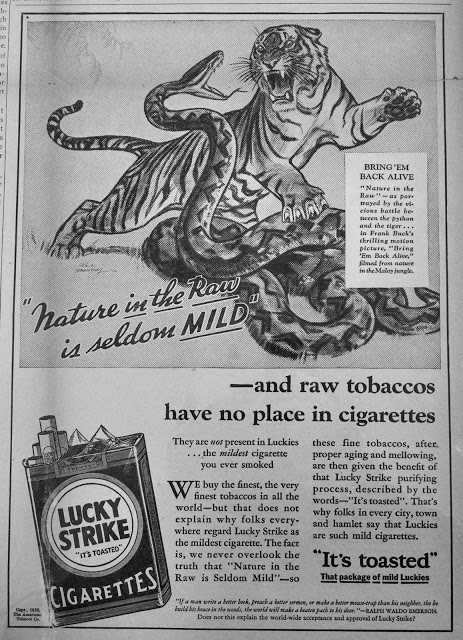 BRING 'EM
BACK ALIVE
"Nature in the
Raw"—as por-
trayed by the vi-
cious battle be-
tween the python
and the tiger . . .
in Frank Buck's
thrilling motion
picture, "Bring
'Em Back Alive,"
filmed from nature
in the Malay jungle.
"Nature in the Raw
is seldom MILD"
—and raw tobaccos
have no place in cigarettes
They are not present in Luckies
. . . the mildest cigarette
you ever smoked
WE buy the finest, the very
finest tobaccos in all the
world—but that does not
explain why folks every-
where regard Lucky Strike as
the mildest cigarette. The fact
is, we never overlook the
truth that "Nature in the
Raw is Seldom Mild"—so
these fine tobaccos, after
proper aging and mellowing,
are then given the benefit of
that Lucky Strike purifying
process, described by the
words—"It's toasted". That's
why folks in every city, town
and hamlet say that Luckies
are such mild cigarettes.
"It's toasted"
That package of mild Luckies
LUCKY
STRIKE
"IT'S TOASTED"
CIGARETTES
Copr., 1932,
The American
Tobacco Co.
"If a man write a better book, preach a better sermon, or make a better mouse-trap than his neighbor, tho he
build his house in the woods, the world will make a beaten path to his door."—RALPH WALDO EMERSON.
Does not this explain the world-wide acceptance and approval of Lucky Strike?